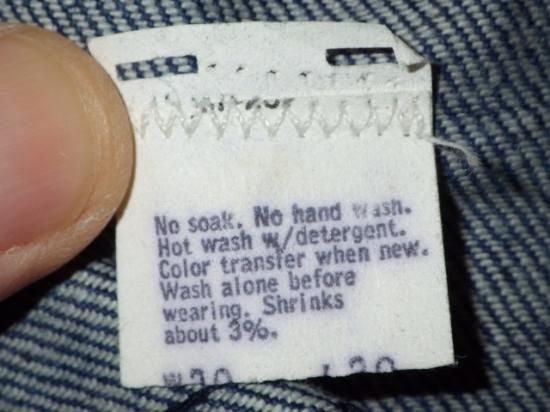 No soak. No hand wash.
Hot wash w/detergent.
Color transfer when new.
Wash alone before
wearing. Shrinks
about 3%.